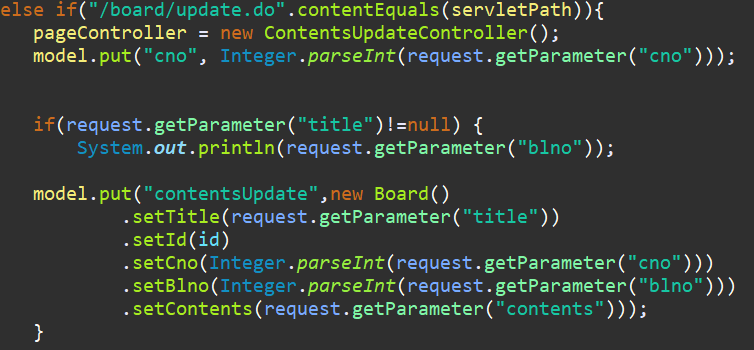 else if("/board/update.do".contentEquals(servletPath)){
pageController = new ContentsUpdateController();
model.put("cno", Integer.parseInt(request.getParameter("cno")));
if(request.getParameter("title")!=null) {
System.out.println(request.getParameter("blno"));
model.put("contentsUpdate",new Board()
.setTitle(request.getParameter("title"))
.setId(id)
.setCno(Integer.parseInt(request.getParameter("cno")))
.setBlno(Integer.parseInt(request.getParameter("blno")))
.setContents(request.getParameter("contents")));
}